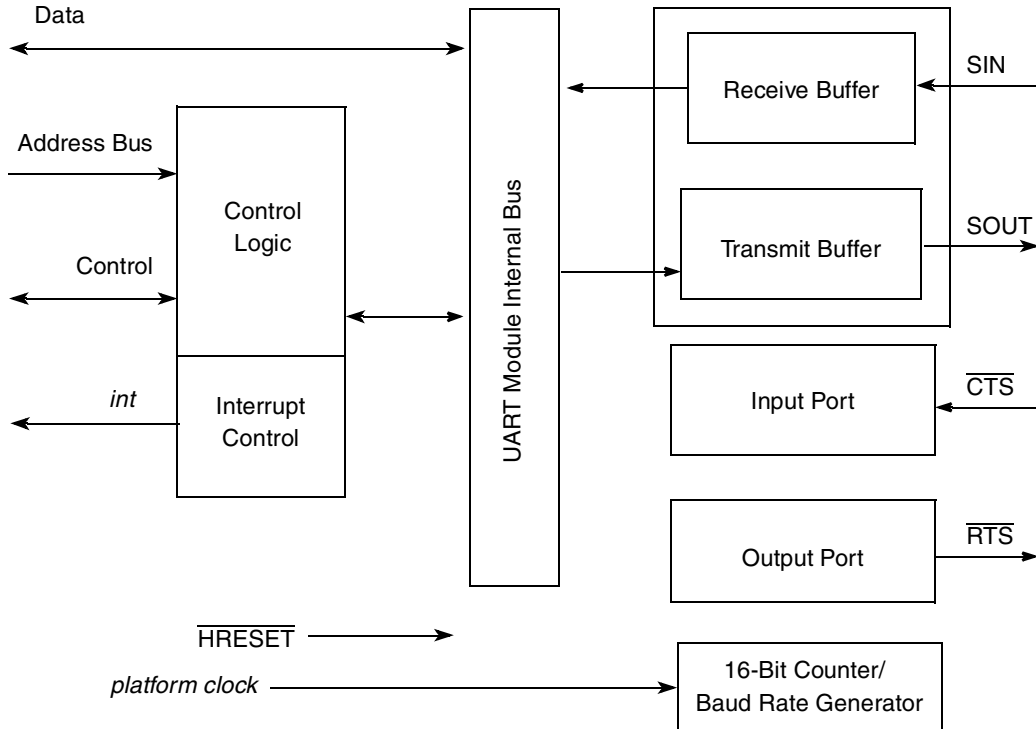 Data
SIN
Receive Buffer
Address Bus
Control
Logic
SOUT
Transmit Buffer
Control
UART Module Internal Bus
int
Interrupt
Control
CTS
Input Port
RTS
Output Port
HRESET
platform clock
16-Bit Counter/
Baud Rate Generator